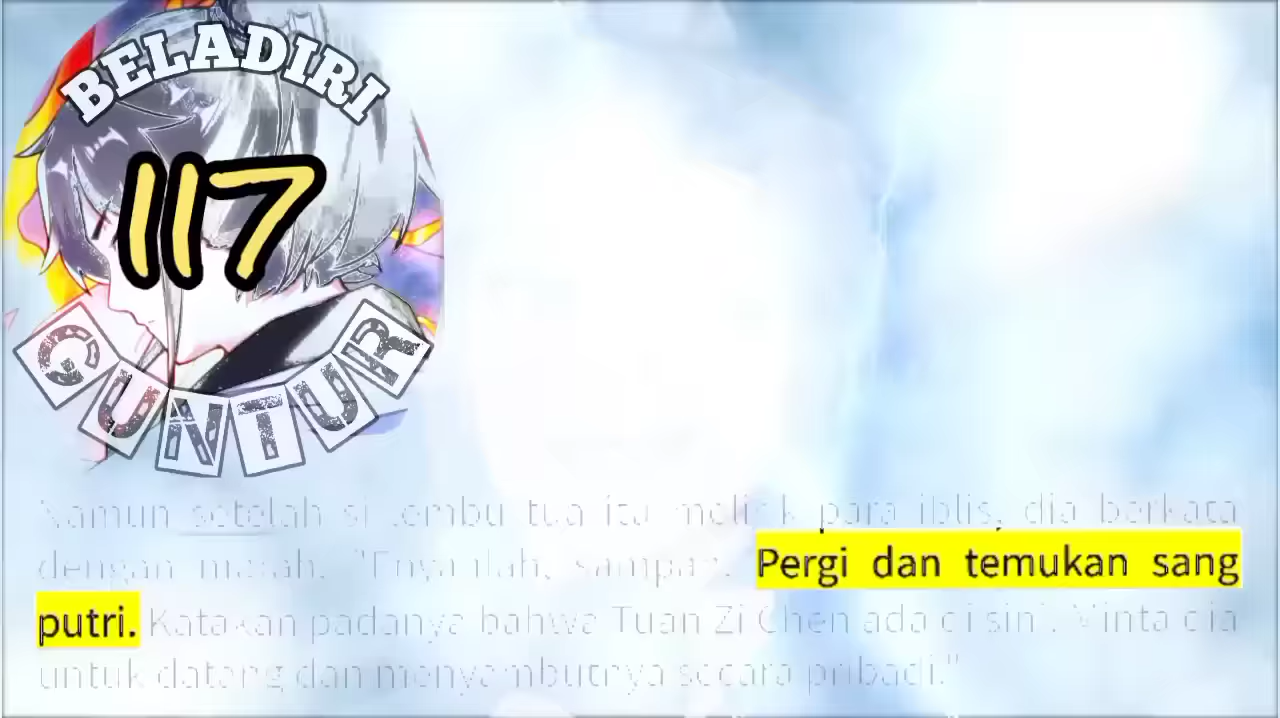 BELADIRI
117
GUNTUR
Namun setelah si lembu tua itu melirik para iblis, dia berkata
dengan marah, "Enyahlah, sampah. Pergi dan temukan sang
putri. Katakan padanya bahwa Tuan Zi Chen ada di sini. Minta dia
untuk datang dan menyambutnya secara pribadi."